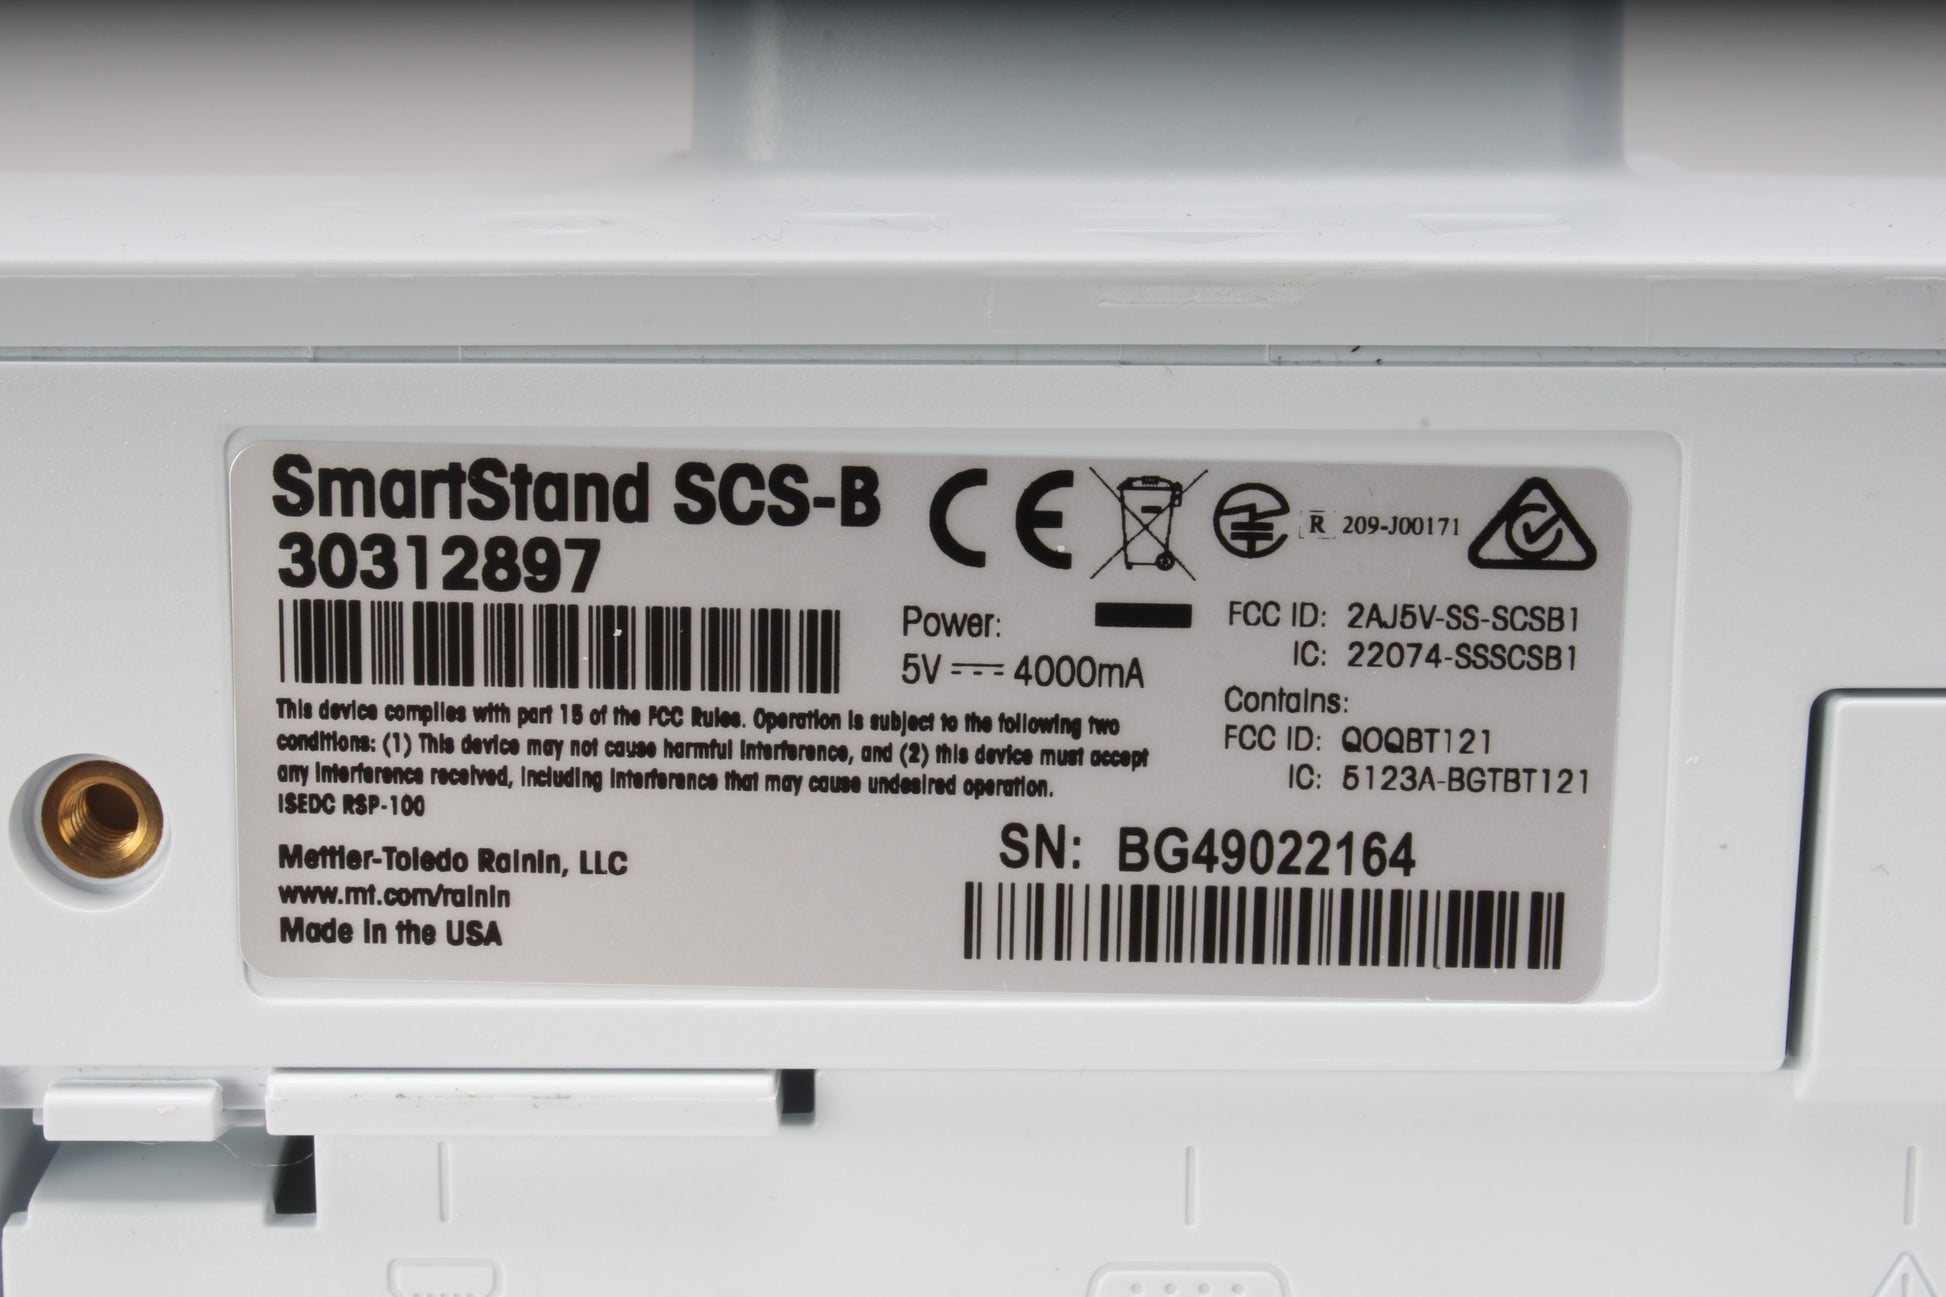 SmartStand SCS-B
30312897
CE
R 209-J00171
Power:
5V 4000mA
FCC ID: 2AJ5V-SS-SCSB1
IC: 22074-SSSCSB1
Contains:
FCC ID: QOQBT121
IC: 5123A-BGTBT121
This device complies with part 15 of the FCC Rules. Operation is subject to the following two
conditions: (1) This device may not cause harmful interference, and (2) this device must accept
any interference received, including interference that may cause undesired operation.
ISEDC RSP-100
Mettler-Toledo Rainin, LLC
www.mt.com/rainin
Made in the USA
SN: BG49022164